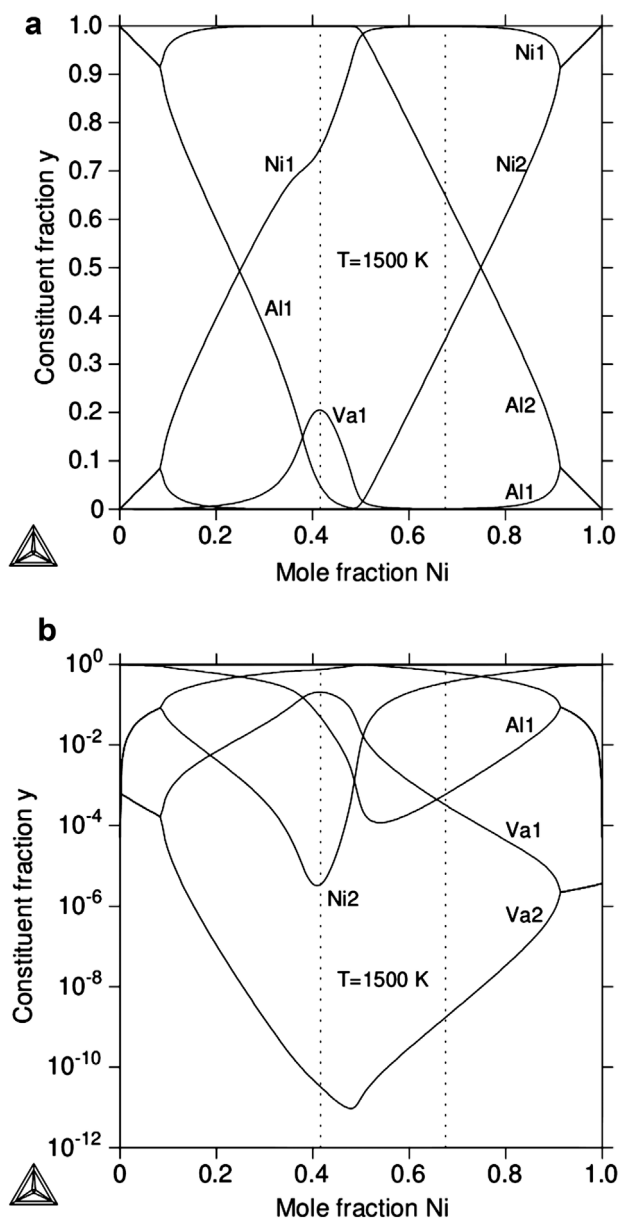 a
1.0
0.9
0.8
0.7
0.6
0.5
0.4
0.3
0.2
0.1
0
Constituent fraction y
Ni1
Ni1
Ni2
T=1500 K
Al1
Va1
Al2
Al1
0 0.2 0.4 0.6 0.8 1.0
Mole fraction Ni
b
10⁰
10⁻²
10⁻⁴
10⁻⁶
10⁻⁸
10⁻¹⁰
10⁻¹²
Constituent fraction y
Al1
Va1
Ni2
Va2
T=1500 K
0 0.2 0.4 0.6 0.8 1.0
Mole fraction Ni